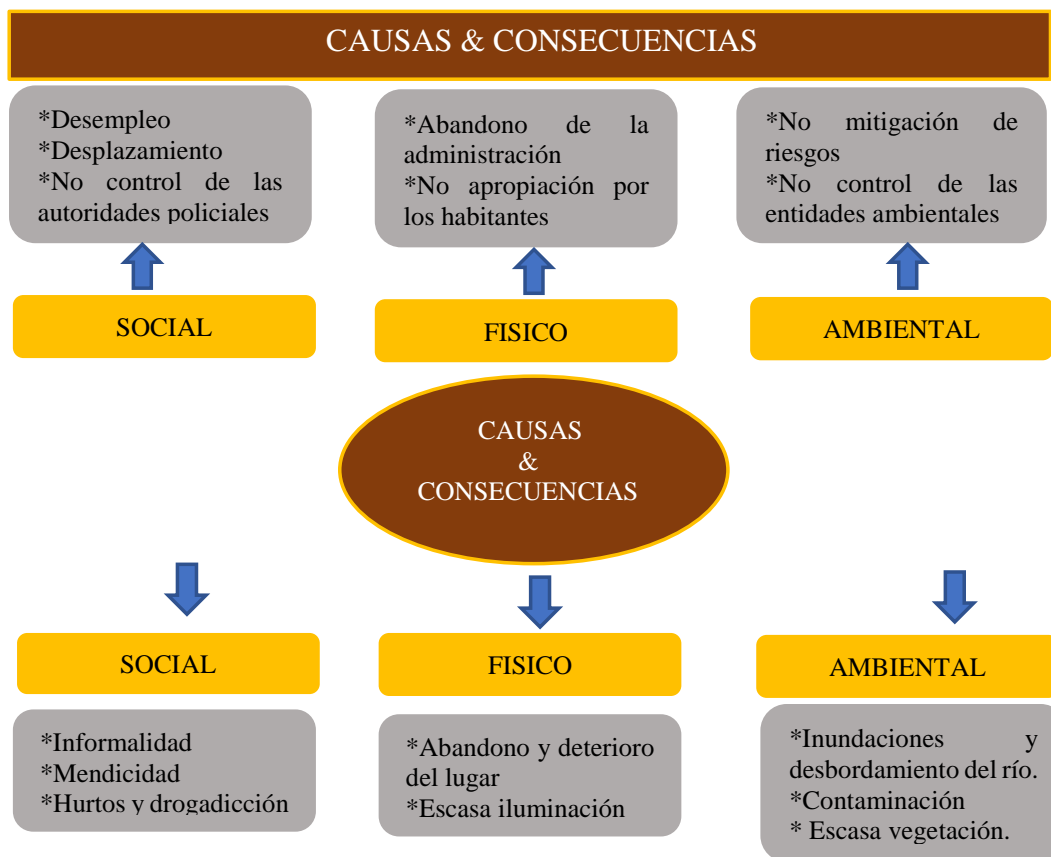 CAUSAS & CONSECUENCIAS
*Desempleo
*Desplazamiento
*No control de las
autoridades policiales
*Abandono de la
administración
*No apropiación por
los habitantes
*No mitigación de
riesgos
*No control de las
entidades ambientales
SOCIAL
FISICO
AMBIENTAL
CAUSAS
&
CONSECUENCIAS
SOCIAL
FISICO
AMBIENTAL
*Informalidad
*Mendicidad
*Hurtos y drogadicción
*Abandono y deterioro
del lugar
*Escasa iluminación
*Inundaciones y
desbordamiento del río.
*Contaminación
* Escasa vegetación.